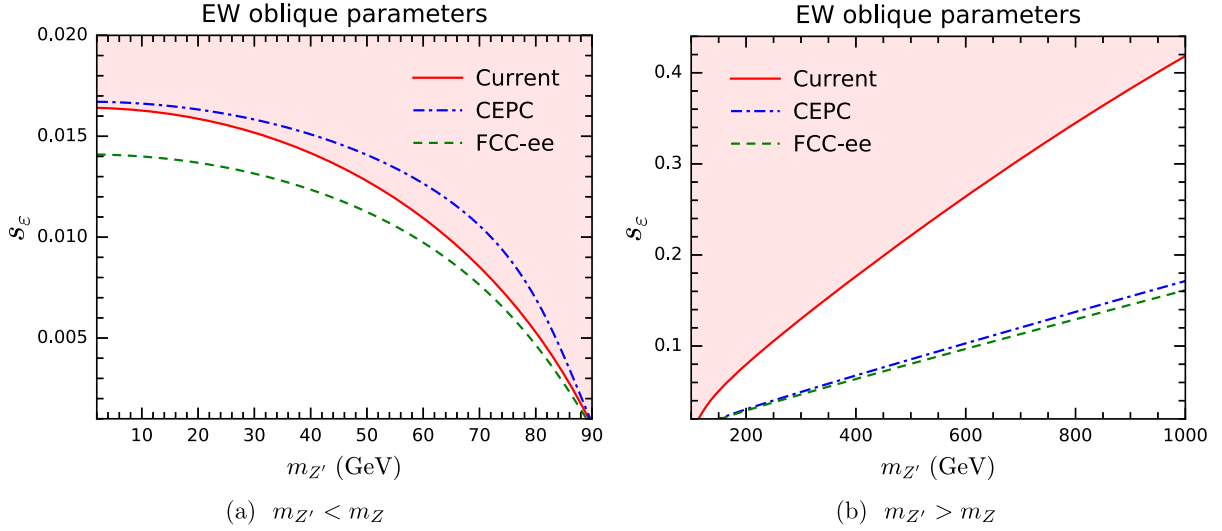 EW oblique parameters
0.020
0.015
0.010
0.005
s_ε
Current
CEPC
FCC-ee
10 20 30 40 50 60 70 80 90
m_{Z'} (GeV)
(a) m_{Z'} < m_Z
EW oblique parameters
0.4
0.3
0.2
0.1
s_ε
Current
CEPC
FCC-ee
200 400 600 800 1000
m_{Z'} (GeV)
(b) m_{Z'} > m_Z